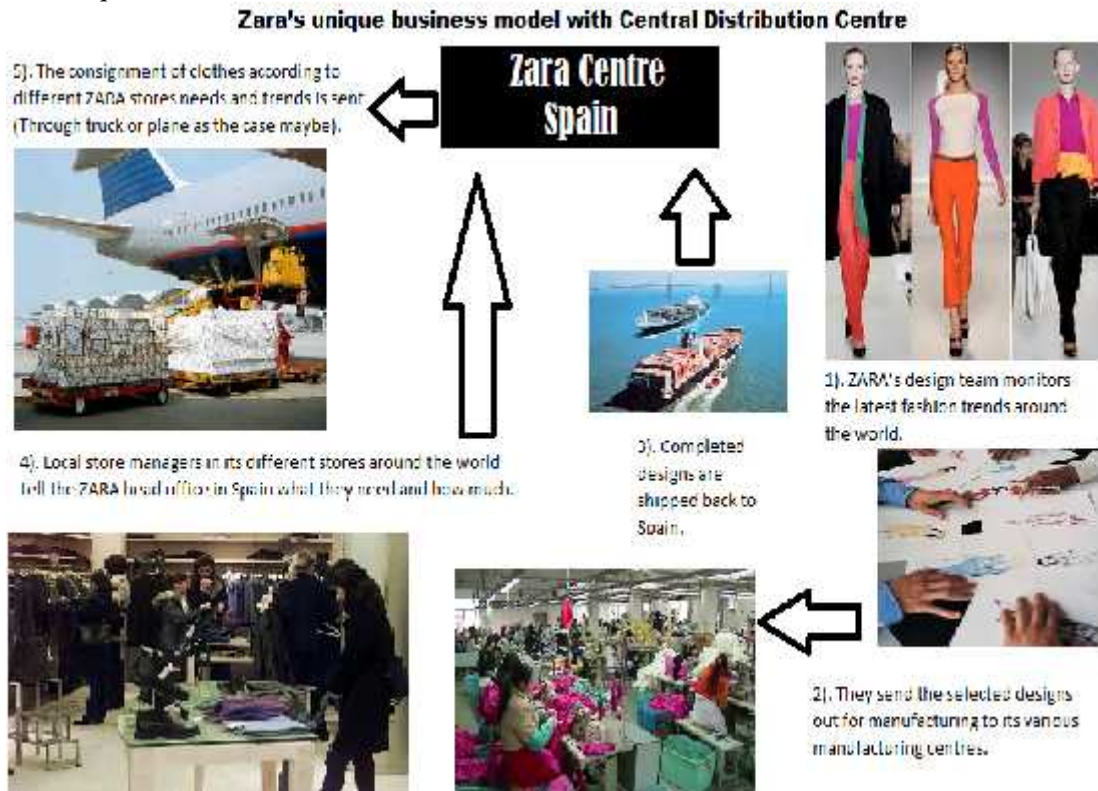 Zara's unique business model with Central Distribution Centre
Zara Centre
Spain
5). The consignment of clothes according to
different ZARA stores needs and trends is sent
(Through truck or plane as the case maybe).
1). ZARA's design team monitors
the latest fashion trends around
the world.
4). Local store managers in its different stores around the world
tell the ZARA head office in Spain what they need and how much.
3). Completed
designs are
shipped back to
Spain.
2). They send the selected designs
out for manufacturing to its various
manufacturing centres.